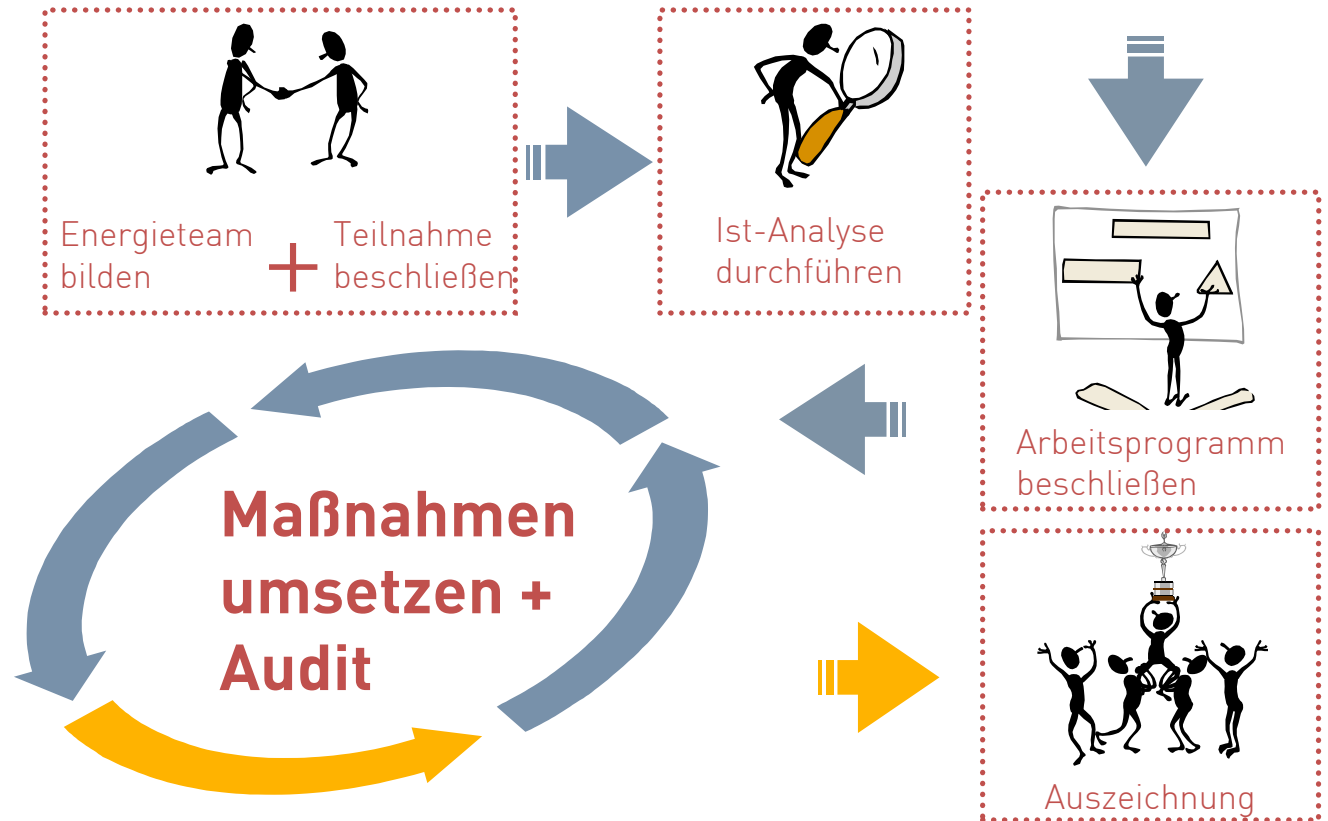 Energieteam
bilden
+
Teilnahme
beschließen
Ist-Analyse
durchführen
Arbeitsprogramm
beschließen
Maßnahmen
umsetzen +
Audit
Auszeichnung